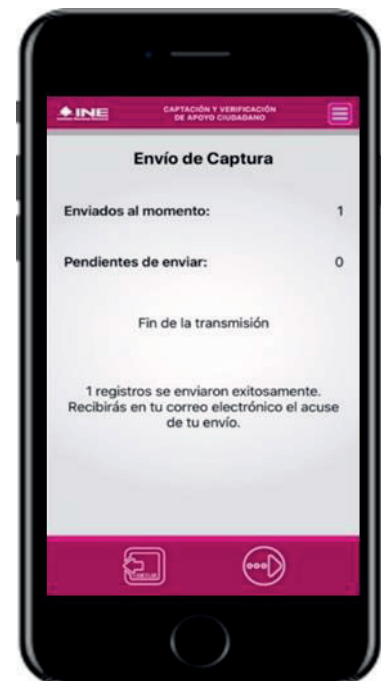 INE
CAPTACIÓN Y VERIFICACIÓN
DE APOYO CIUDADANO
Envío de Captura
Enviados al momento: 1
Pendientes de enviar: 0
Fin de la transmisión
1 registros se enviaron exitosamente.
Recibirás en tu correo electrónico el acuse
de tu envío.